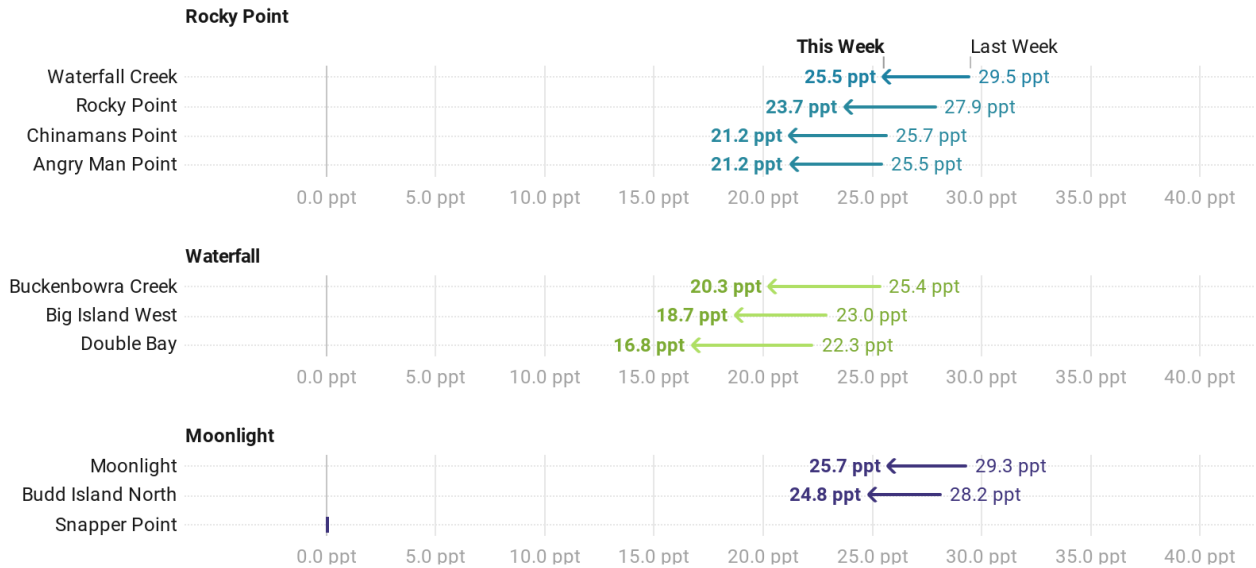 Rocky Point
This Week Last Week
Waterfall Creek 25.5 ppt 29.5 ppt
Rocky Point 23.7 ppt 27.9 ppt
Chinamans Point 21.2 ppt 25.7 ppt
Angry Man Point 21.2 ppt 25.5 ppt
0.0 ppt 5.0 ppt 10.0 ppt 15.0 ppt 20.0 ppt 25.0 ppt 30.0 ppt 35.0 ppt 40.0 ppt
Waterfall
Buckenbowra Creek 20.3 ppt 25.4 ppt
Big Island West 18.7 ppt 23.0 ppt
Double Bay 16.8 ppt 22.3 ppt
0.0 ppt 5.0 ppt 10.0 ppt 15.0 ppt 20.0 ppt 25.0 ppt 30.0 ppt 35.0 ppt 40.0 ppt
Moonlight
Moonlight 25.7 ppt 29.3 ppt
Budd Island North 24.8 ppt 28.2 ppt
Snapper Point
0.0 ppt 5.0 ppt 10.0 ppt 15.0 ppt 20.0 ppt 25.0 ppt 30.0 ppt 35.0 ppt 40.0 ppt